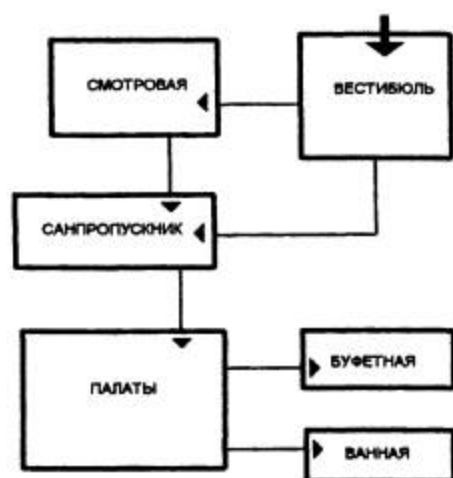 СМОТРОВАЯ
ВЕСТИБЮЛЬ
САНПРОПУСКНИК
ПАЛАТЫ
БУФЕТНАЯ
ВАННАЯ